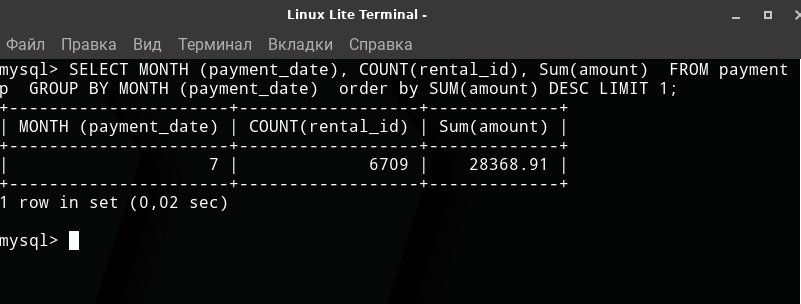 Linux Lite Terminal -
Файл Правка Вид Терминал Вкладки Справка
mysql> SELECT MONTH (payment_date), COUNT(rental_id), Sum(amount)  FROM payment
p  GROUP BY MONTH (payment_date)  order by SUM(amount) DESC LIMIT 1;
+----------------------+------------------+-------------+
| MONTH (payment_date) | COUNT(rental_id) | Sum(amount) |
+----------------------+------------------+-------------+
|                    7 |             6709 |    28368.91 |
+----------------------+------------------+-------------+
1 row in set (0,02 sec)
mysql>